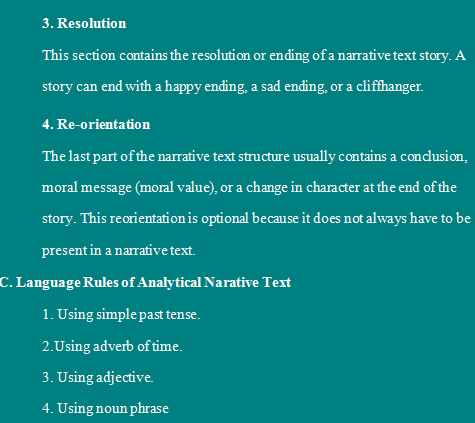 3. Resolution
This section contains the resolution or ending of a narrative text story. A
story can end with a happy ending, a sad ending, or a cliffhanger.
4. Re-orientation
The last part of the narrative text structure usually contains a conclusion,
moral message (moral value), or a change in character at the end of the
story. This reorientation is optional because it does not always have to be
present in a narrative text.
C. Language Rules of Analytical Narative Text
1. Using simple past tense.
2.Using adverb of time.
3. Using adjective.
4. Using noun phrase